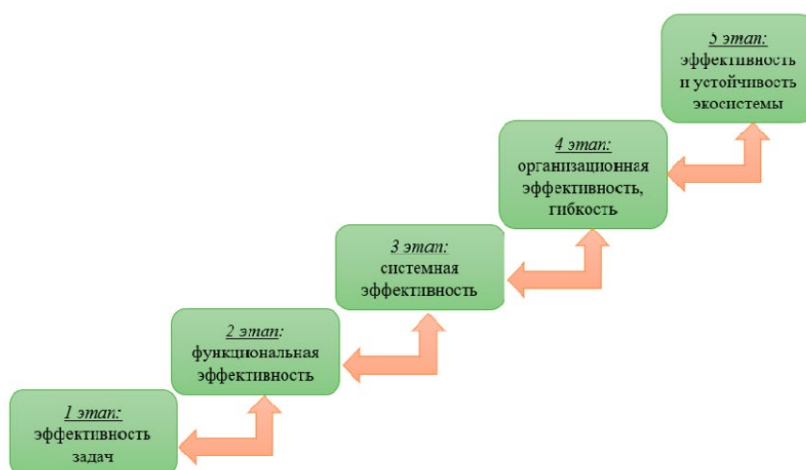 1 этап:
эффективность
задач
2 этап:
функциональная
эффективность
3 этап:
системная
эффективность
4 этап:
организационная
эффективность,
гибкость
5 этап:
эффективность
и устойчивость
экосистемы